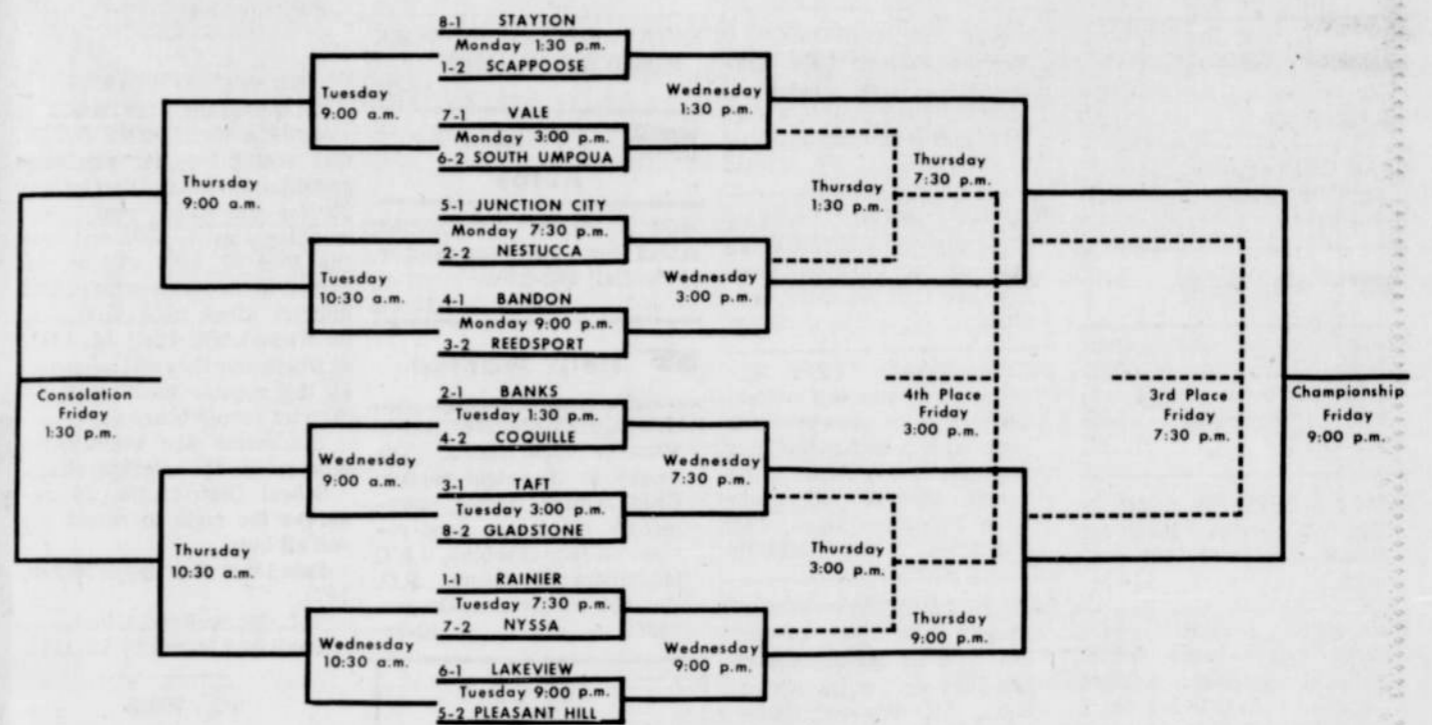 8-1 STAYTON
Monday 1:30 p.m.
1-2 SCAPPOOSE
7-1 VALE
Monday 3:00 p.m.
6-2 SOUTH UMPQUA
5-1 JUNCTION CITY
Monday 7:30 p.m.
2-2 NESTUCCA
4-1 BANDON
Monday 9:00 p.m.
3-2 REEDSPORT
2-1 BANKS
Tuesday 1:30 p.m.
4-2 COQUILLE
3-1 TAFT
Tuesday 3:00 p.m.
8-2 GLADSTONE
1-1 RAINIER
Tuesday 7:30 p.m.
7-2 NYSSA
6-1 LAKEVIEW
Tuesday 9:00 p.m.
5-2 PLEASANT HILL
Tuesday
9:00 a.m.
Tuesday
10:30 a.m.
Wednesday
9:00 a.m.
Wednesday
10:30 a.m.
Thursday
9:00 a.m.
Thursday
10:30 a.m.
Consolation
Friday
1:30 p.m.
Wednesday
1:30 p.m.
Wednesday
3:00 p.m.
Wednesday
7:30 p.m.
Wednesday
9:00 p.m.
Thursday
1:30 p.m.
Thursday
3:00 p.m.
Thursday
7:30 p.m.
Thursday
9:00 p.m.
4th Place
Friday
3:00 p.m.
3rd Place
Friday
7:30 p.m.
Championship
Friday
9:00 p.m.